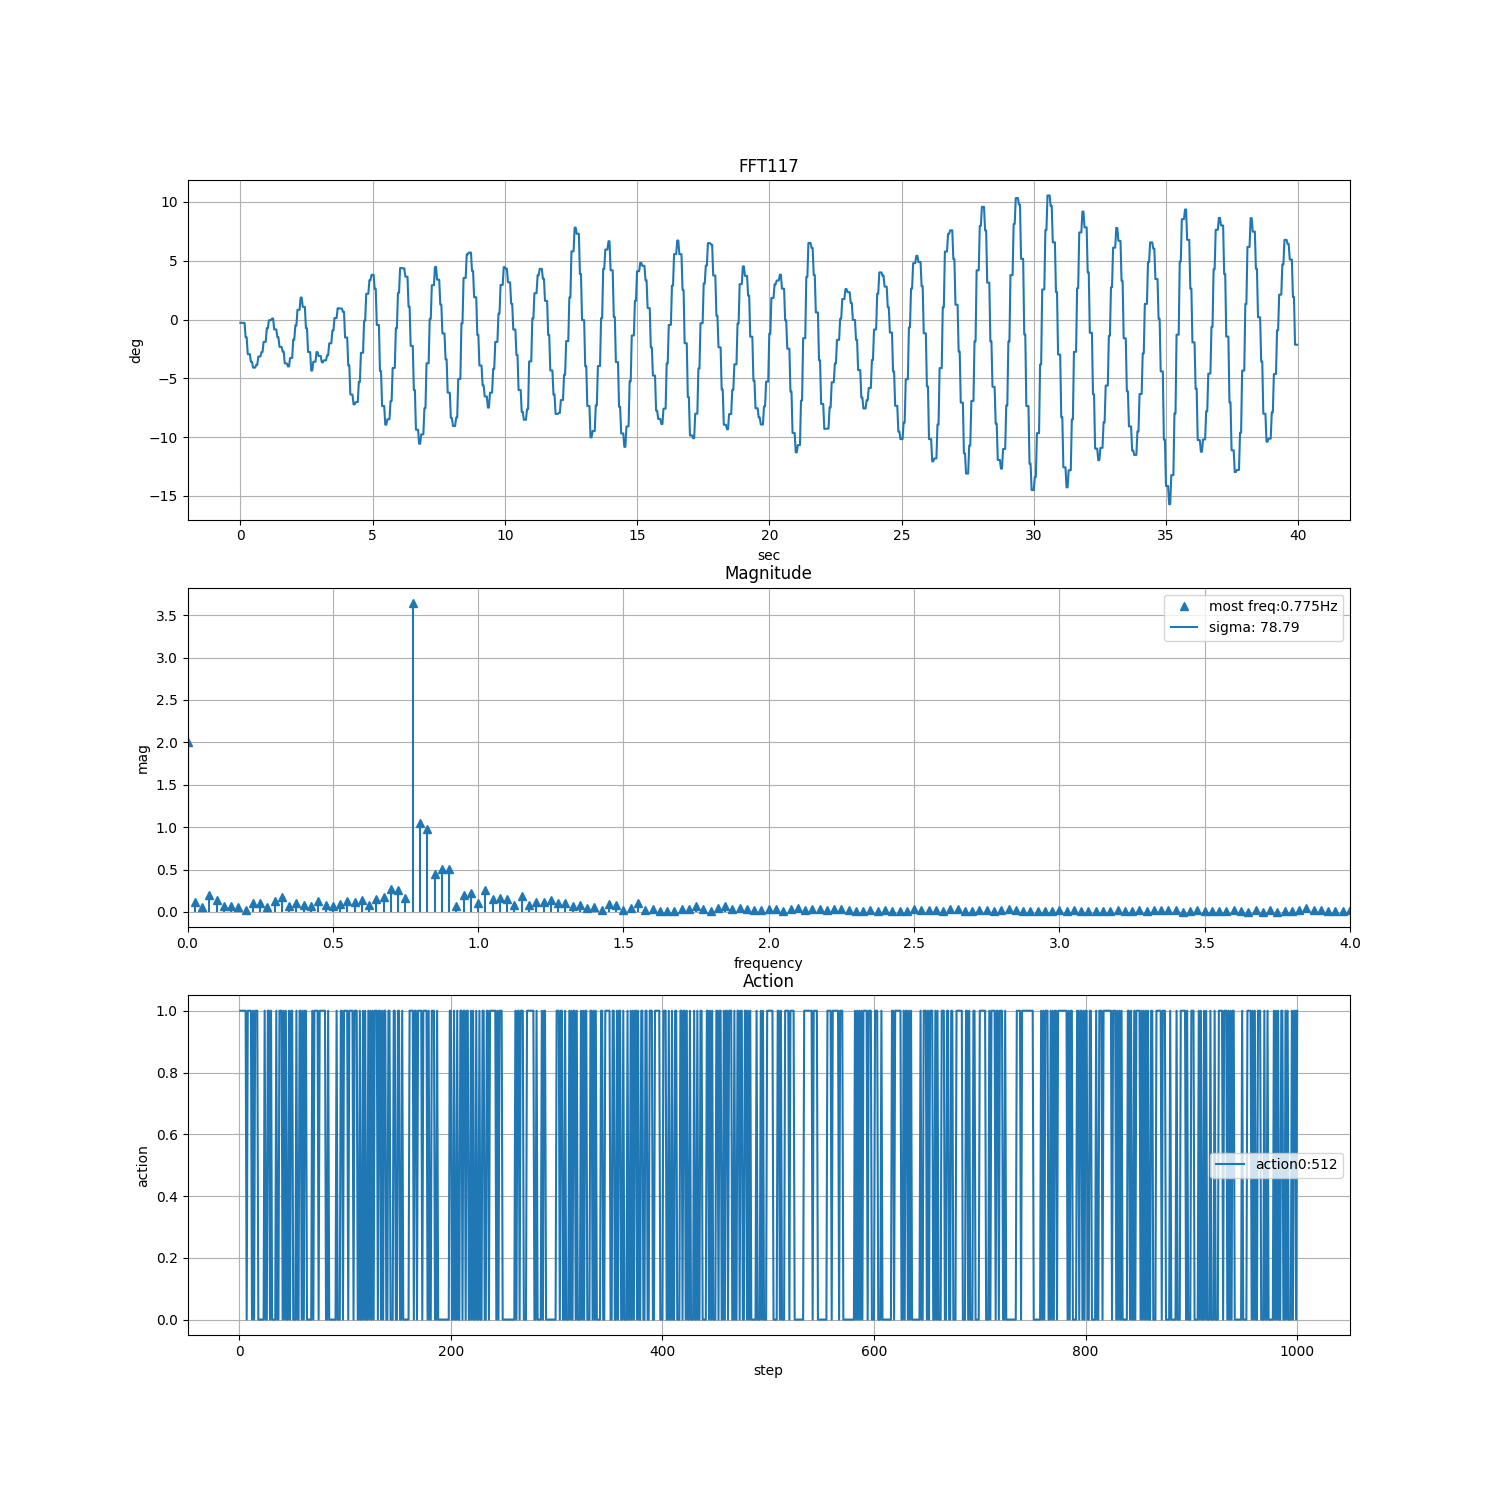 FFT117
10
5
0
−5
−10
−15
deg
0 5 10 15 20 25 30 35 40
sec
Magnitude
3.5
3.0
2.5
2.0
1.5
1.0
0.5
0.0
mag
most freq:0.775Hz
sigma: 78.79
0.0 0.5 1.0 1.5 2.0 2.5 3.0 3.5 4.0
frequency
Action
1.0
0.8
0.6
0.4
0.2
0.0
action
action0:512
0 200 400 600 800 1000
step